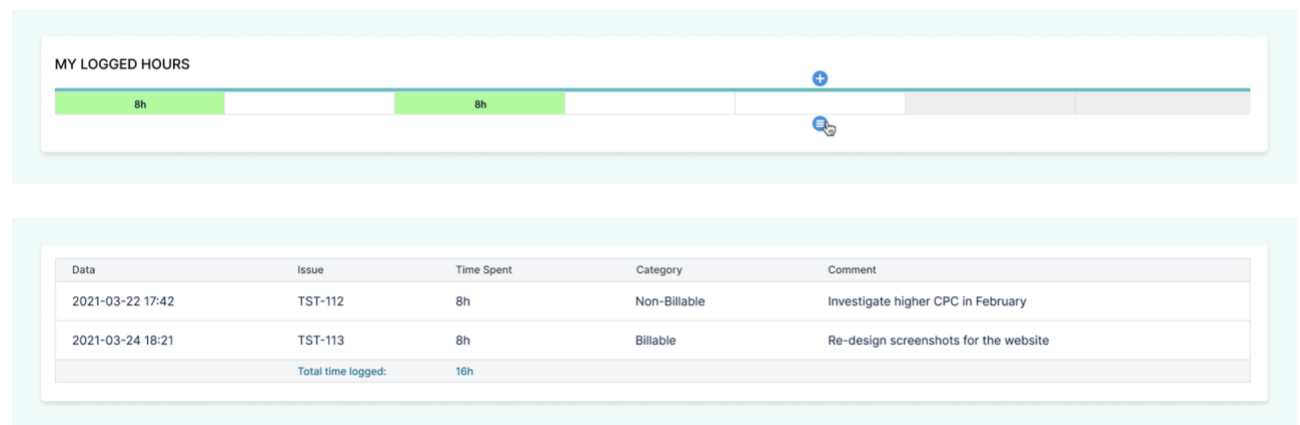 MY LOGGED HOURS
8h 8h
Data Issue Time Spent Category Comment
2021-03-22 17:42 TST-112 8h Non-Billable Investigate higher CPC in February
2021-03-24 18:21 TST-113 8h Billable Re-design screenshots for the website
Total time logged: 16h